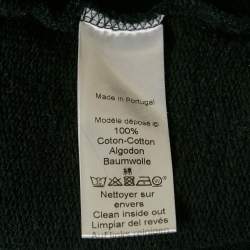 Made in Portugal
Modèle déposé ©
100%
Coton-Cotton
Algodon
Baumwolle
綿
Nettoyer sur
envers
Clean inside out
Limpiar del revés